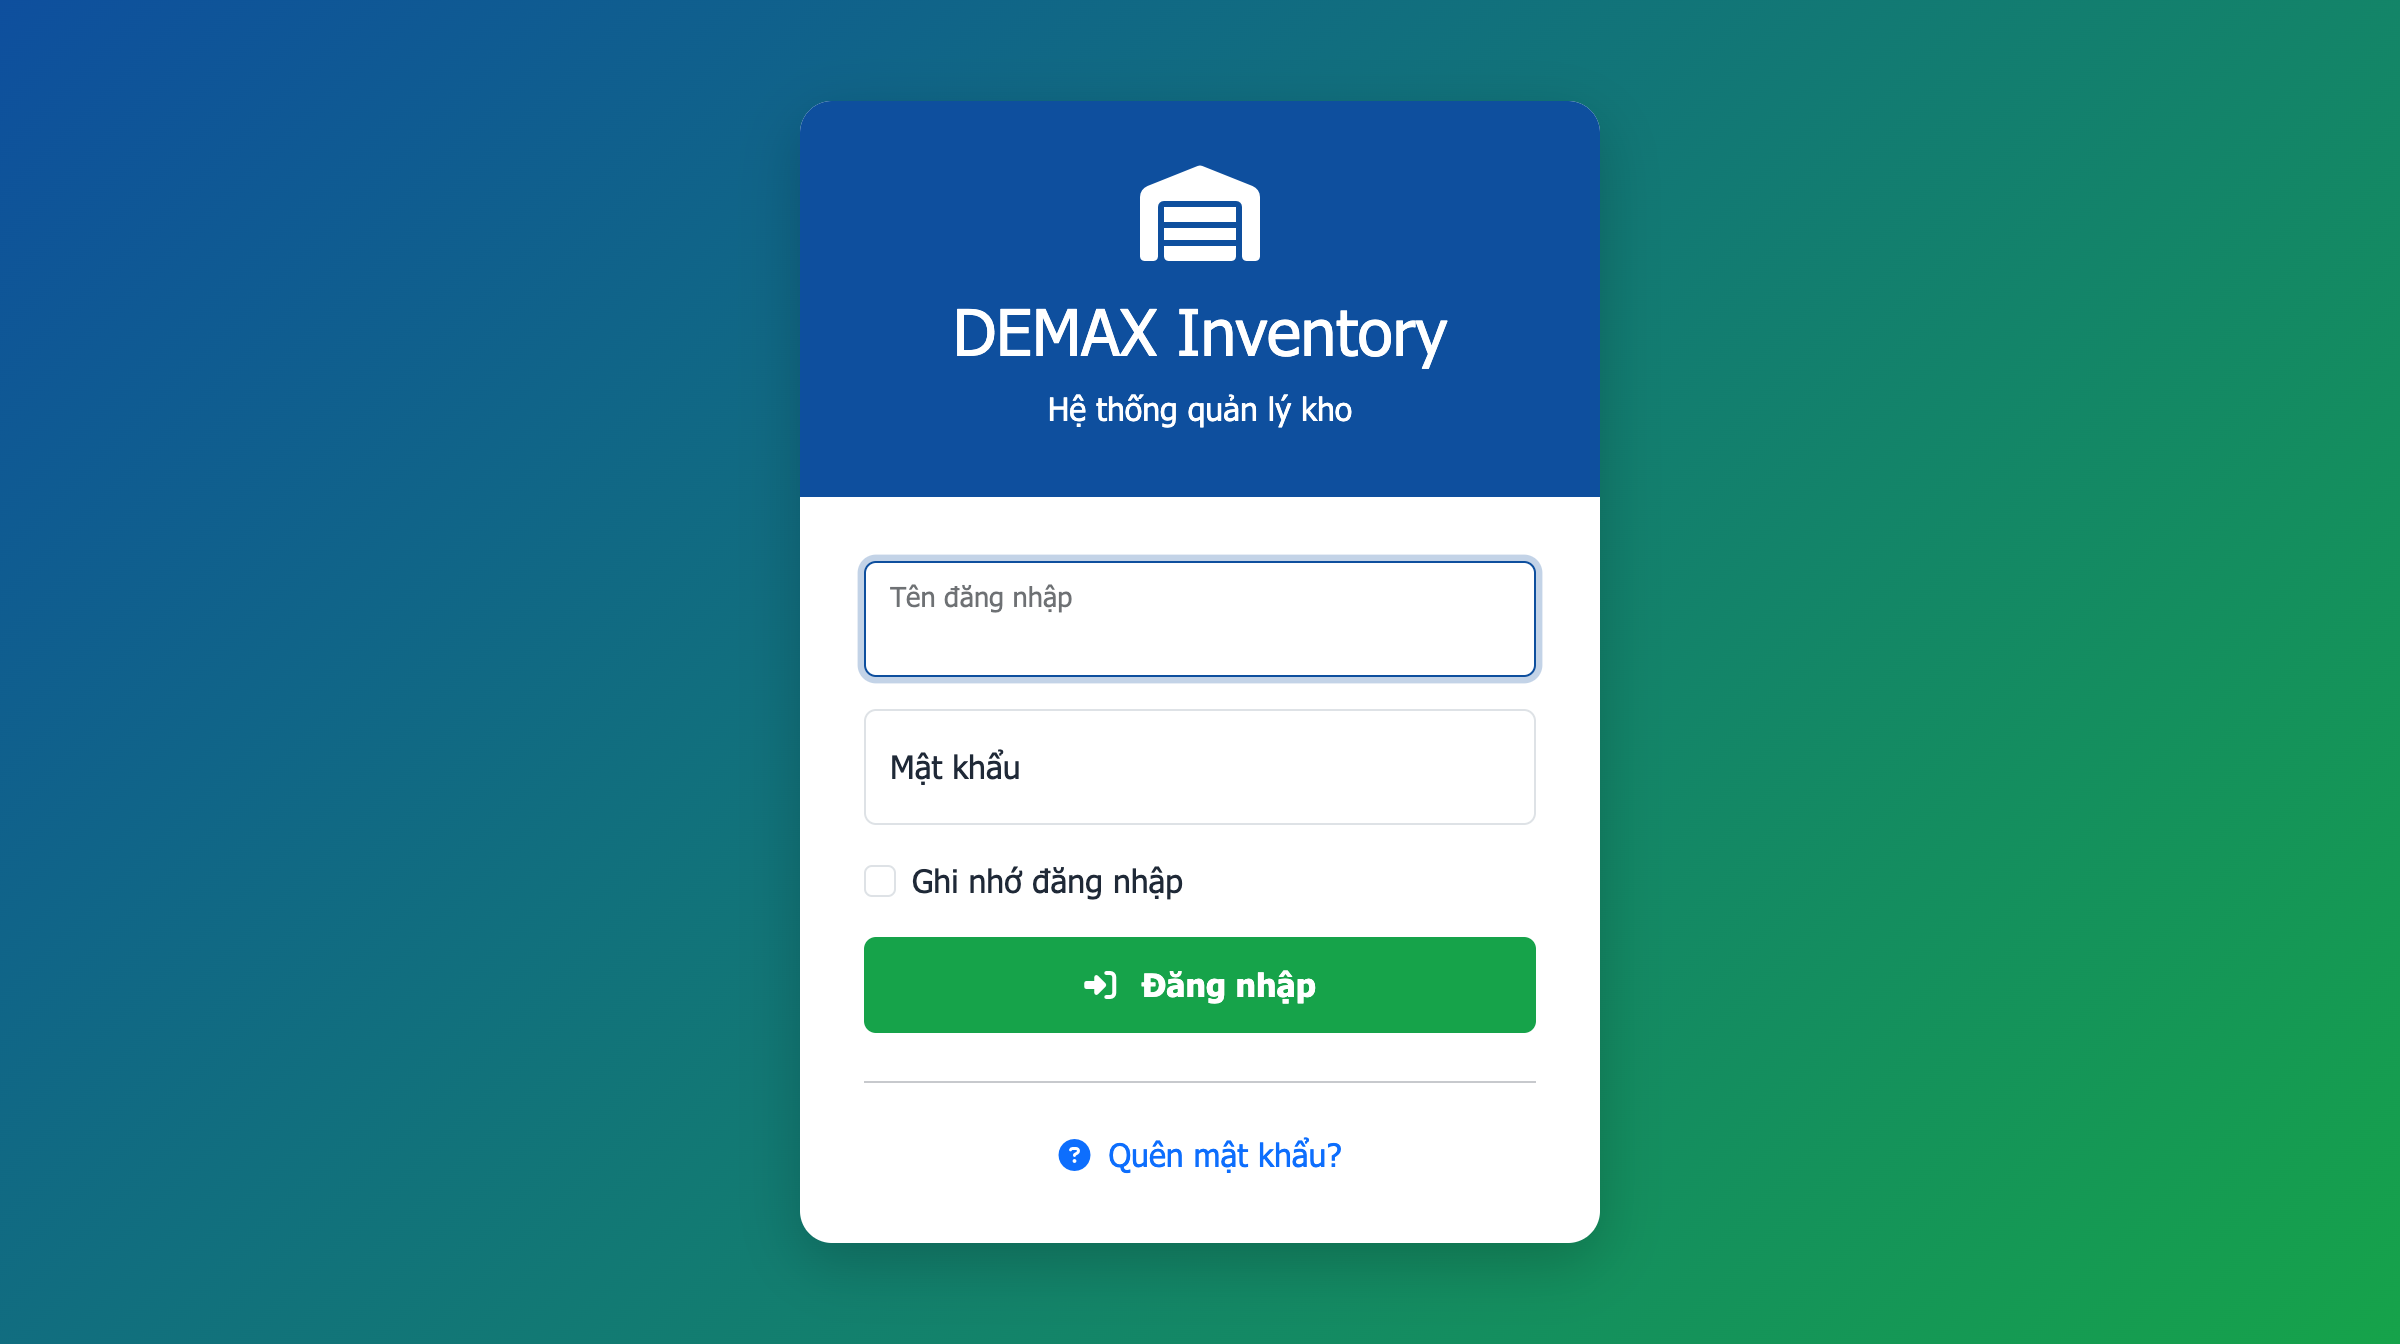 DEMAX Inventory
Hệ thống quản lý kho
Tên đăng nhập
Mật khẩu
Ghi nhớ đăng nhập
Đăng nhập
Quên mật khẩu?